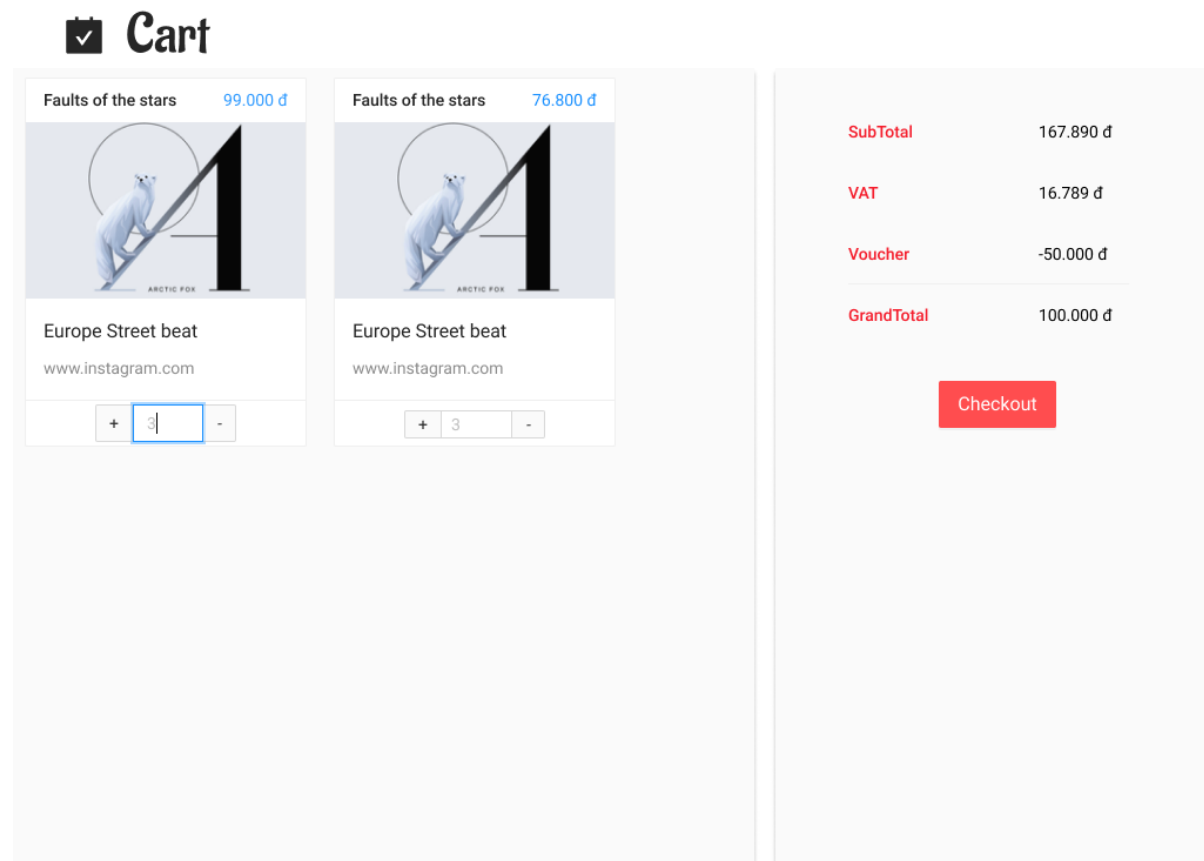 Cart
Faults of the stars 99.000 đ
ARCTIC FOX
Europe Street beat
www.instagram.com
+ 3 -
Faults of the stars 76.800 đ
ARCTIC FOX
Europe Street beat
www.instagram.com
+ 3 -
SubTotal 167.890 đ
VAT 16.789 đ
Voucher -50.000 đ
GrandTotal 100.000 đ
Checkout